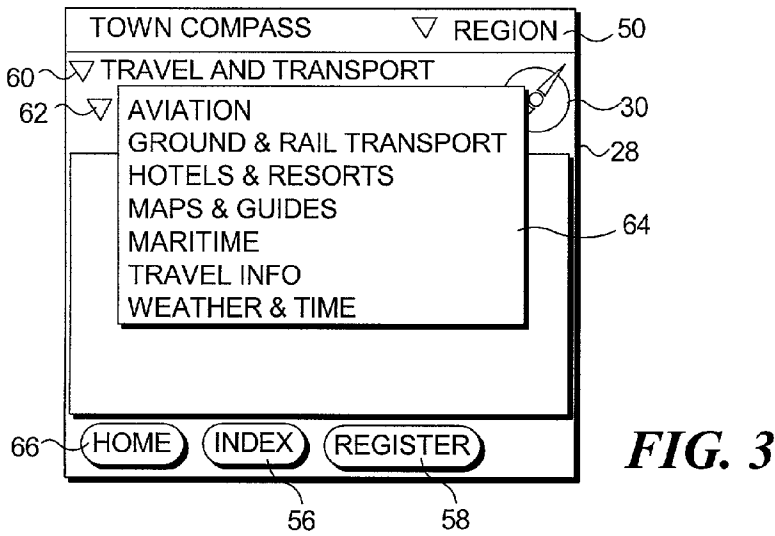 TOWN COMPASS ▽ REGION 50
60 ▽ TRAVEL AND TRANSPORT
62 ▽ AVIATION 30
GROUND & RAIL TRANSPORT 28
HOTELS & RESORTS
MAPS & GUIDES
MARITIME 64
TRAVEL INFO
WEATHER & TIME
66 HOME INDEX REGISTER
56 58
FIG. 3